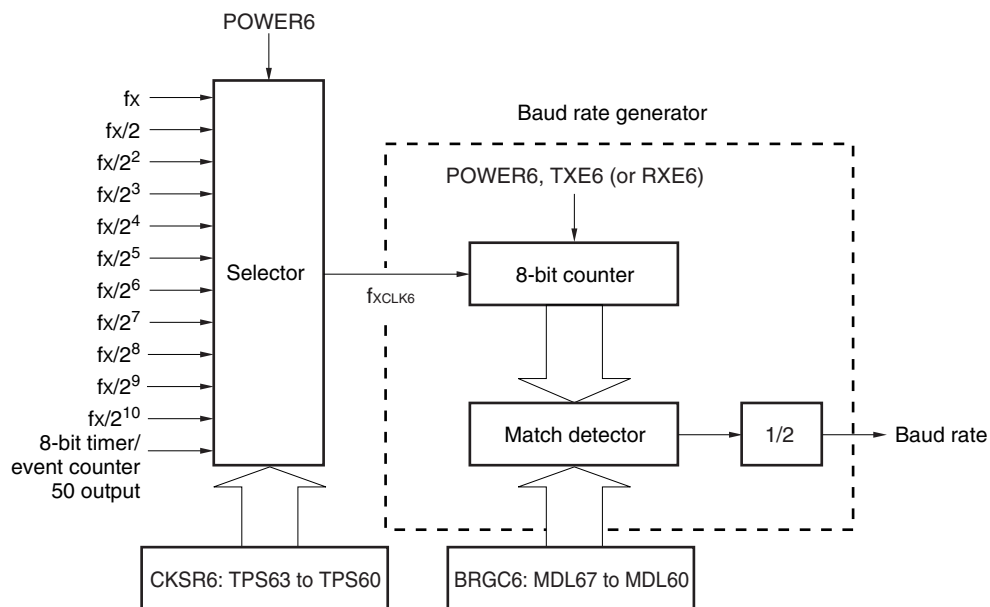 POWER6
fx
fx/2
fx/2²
fx/2³
fx/2⁴
fx/2⁵
fx/2⁶
fx/2⁷
fx/2⁸
fx/2⁹
fx/2¹⁰
8-bit timer/
event counter
50 output
Selector
fXCLK6
Baud rate generator
POWER6, TXE6 (or RXE6)
8-bit counter
Match detector
1/2
Baud rate
CKSR6: TPS63 to TPS60
BRGC6: MDL67 to MDL60